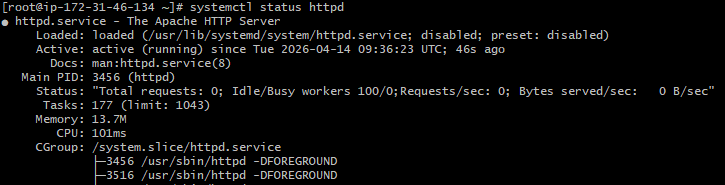 [root@ip-172-31-46-134 ~]# systemctl status httpd
● httpd.service - The Apache HTTP Server
     Loaded: loaded (/usr/lib/systemd/system/httpd.service; disabled; preset: disabled)
     Active: active (running) since Tue 2026-04-14 09:36:23 UTC; 46s ago
       Docs: man:httpd.service(8)
   Main PID: 3456 (httpd)
     Status: "Total requests: 0; Idle/Busy workers 100/0;Requests/sec: 0; Bytes served/sec:   0 B/sec"
      Tasks: 177 (limit: 1043)
     Memory: 13.7M
        CPU: 101ms
     CGroup: /system.slice/httpd.service
             ├─3456 /usr/sbin/httpd -DFOREGROUND
             ├─3516 /usr/sbin/httpd -DFOREGROUND